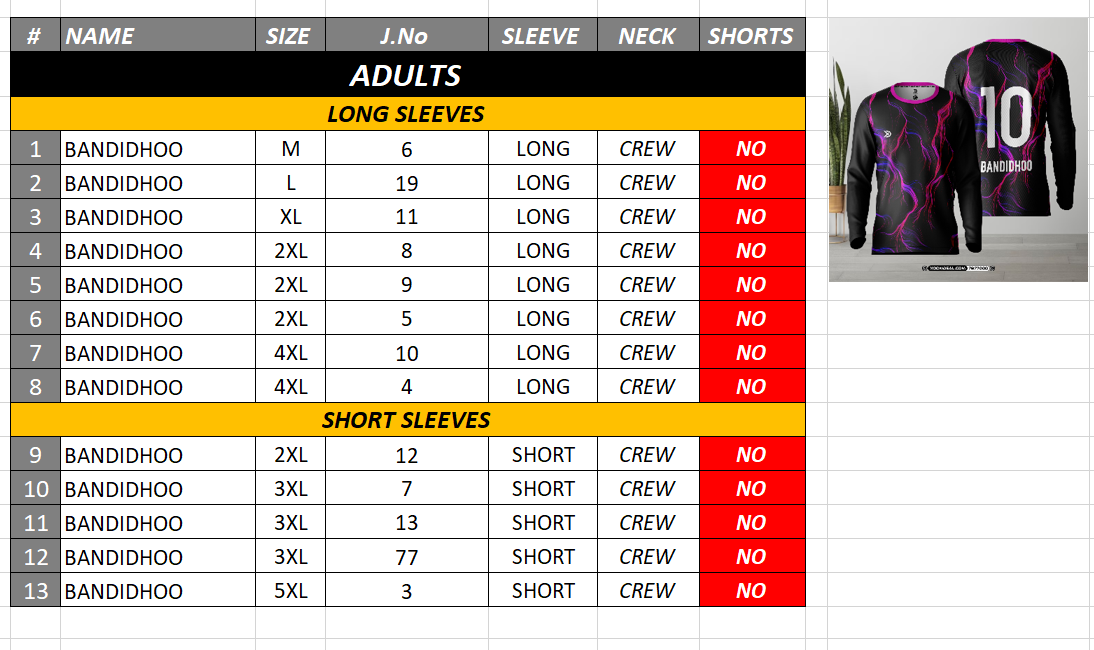 # NAME SIZE J.No SLEEVE NECK SHORTS
ADULTS
LONG SLEEVES
1 BANDIDHOO M 6 LONG CREW NO
2 BANDIDHOO L 19 LONG CREW NO
3 BANDIDHOO XL 11 LONG CREW NO
4 BANDIDHOO 2XL 8 LONG CREW NO
5 BANDIDHOO 2XL 9 LONG CREW NO
6 BANDIDHOO 2XL 5 LONG CREW NO
7 BANDIDHOO 4XL 10 LONG CREW NO
8 BANDIDHOO 4XL 4 LONG CREW NO
SHORT SLEEVES
9 BANDIDHOO 2XL 12 SHORT CREW NO
10 BANDIDHOO 3XL 7 SHORT CREW NO
11 BANDIDHOO 3XL 13 SHORT CREW NO
12 BANDIDHOO 3XL 77 SHORT CREW NO
13 BANDIDHOO 5XL 3 SHORT CREW NO
10
BANDIDHOO